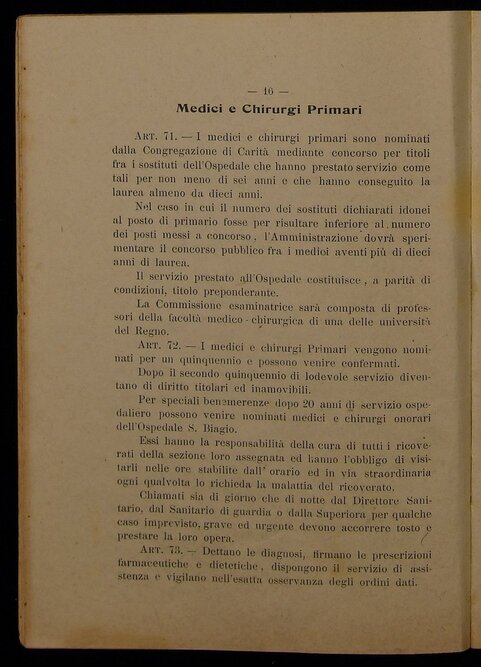 — 16 —
Medici e Chirurgi Primari
ART. 71. — I medici e chirurgi primari sono nominati
dalla Congregazione di Carità mediante concorso per titoli
fra i sostituti dell'Ospedale che hanno prestato servizio come
tali per non meno di sei anni e che hanno conseguito la
laurea almeno da dieci anni.
Nel caso in cui il numero dei sostituti dichiarati idonei
al posto di primario fosse per risultare inferiore al numero
dei posti messi a concorso, l'Amministrazione dovrà speri-
mentare il concorso pubblico fra i medici aventi più di dieci
anni di laurea.
Il servizio prestato all'Ospedale costituisce, a parità di
condizioni, titolo preponderante.
La Commissione esaminatrice sarà composta di profes-
sori della facoltà medico-chirurgica di una delle università
del Regno.
ART. 72. — I medici e chirurgi Primari vengono nomi-
nati per un quinquennio e possono venire confermati.
Dopo il secondo quinquennio di lodevole servizio diven-
tano di diritto titolari ed inamovibili.
Per speciali benemerenze dopo 20 anni di servizio ospe-
daliero possono venire nominati medici e chirurgi onorari
dell'Ospedale S. Biagio.
Essi hanno la responsabilità della cura di tutti i ricove-
rati della sezione loro assegnata ed hanno l'obbligo di visi-
tarli nelle ore stabilite dall'orario ed in via straordinaria
ogni qualvolta lo richieda la malattia del ricoverato.
Chiamati sia di giorno che di notte dal Direttore Sani-
tario, dal Sanitario di guardia o dalla Superiora per qualche
caso imprevisto, grave ed urgente devono accorrere tosto e
prestare la loro opera.
ART. 73. — Dettano le diagnosi, firmano le prescrizioni
farmaceutiche e dietetiche, dispongono il servizio di assi-
stenza e vigilano nell'esatta osservanza degli ordini dati.